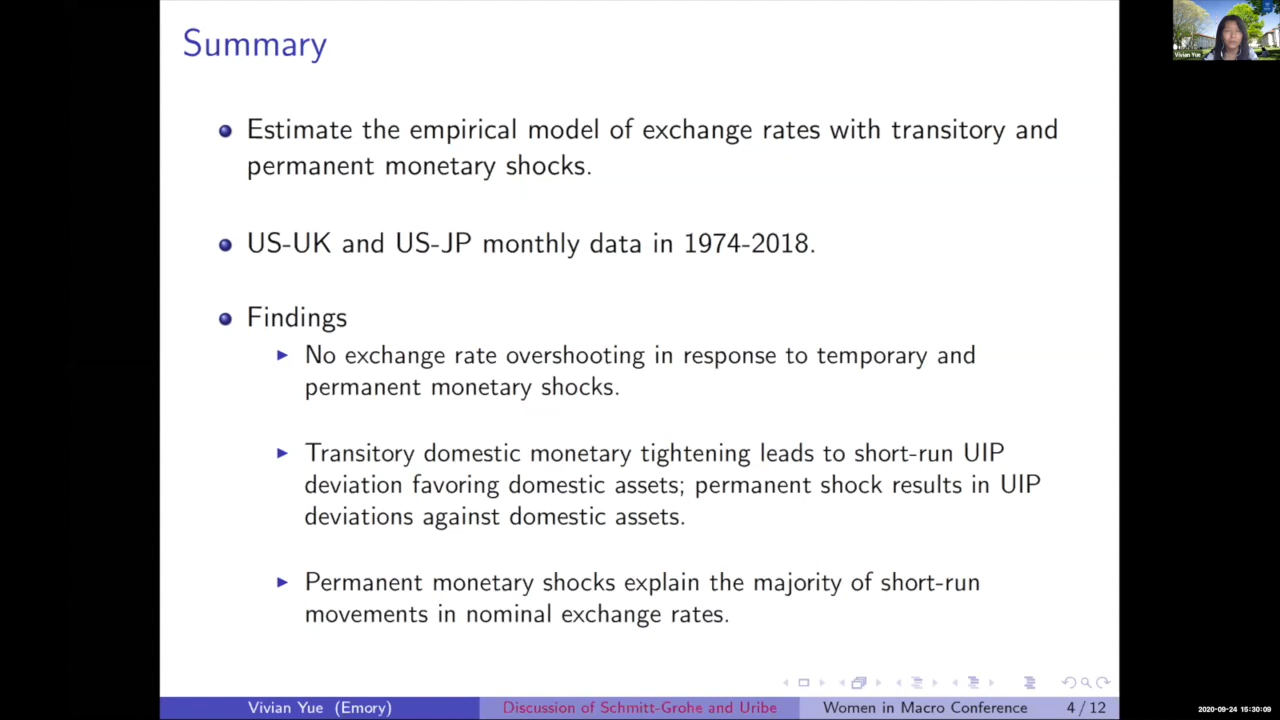 Summary
Estimate the empirical model of exchange rates with transitory and
permanent monetary shocks.
US-UK and US-JP monthly data in 1974-2018.
Findings
No exchange rate overshooting in response to temporary and
permanent monetary shocks.
Transitory domestic monetary tightening leads to short-run UIP
deviation favoring domestic assets; permanent shock results in UIP
deviations against domestic assets.
Permanent monetary shocks explain the majority of short-run
movements in nominal exchange rates.
Vivian Yue (Emory)
Discussion of Schmitt-Grohe and Uribe
Women in Macro Conference
4 / 12
Vivian Yue
2020-09-24 15:30:09